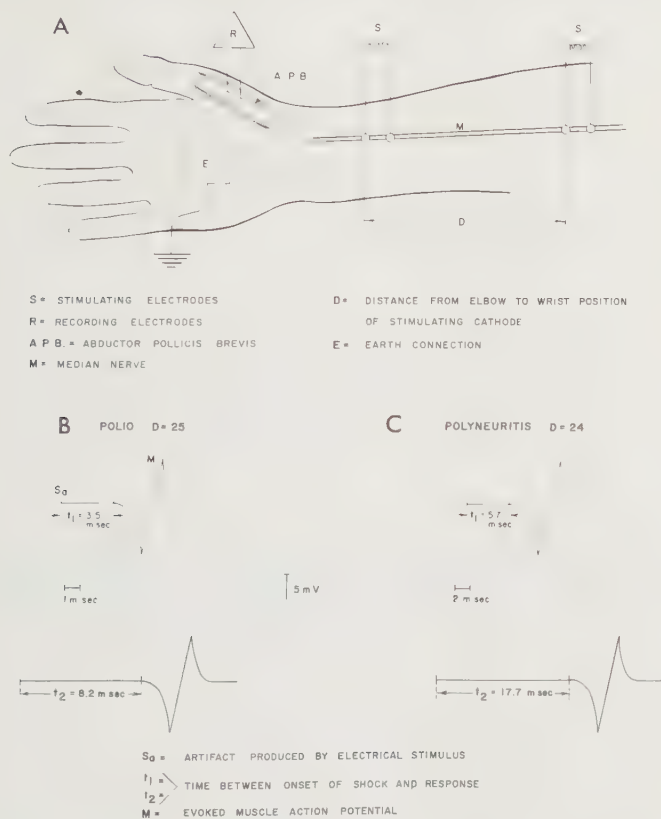 A
R
S
S
A P B
M
E
D
S = STIMULATING ELECTRODES
R = RECORDING ELECTRODES
A P B. = ABDUCTOR POLLICIS BREVIS
M = MEDIAN NERVE
D = DISTANCE FROM ELBOW TO WRIST POSITION
OF STIMULATING CATHODE
E = EARTH CONNECTION
B POLIO D = 25
C POLYNEURITIS D = 24
M
Sa
t1 = 3.5
m sec
t1 = 5.7
m sec
1 m sec
5 mV
2 m sec
t2 = 8.2 m sec
t2 = 17.7 m sec
Sa = ARTIFACT PRODUCED BY ELECTRICAL STIMULUS
t1 =
t2 =
TIME BETWEEN ONSET OF SHOCK AND RESPONSE
M = EVOKED MUSCLE ACTION POTENTIAL